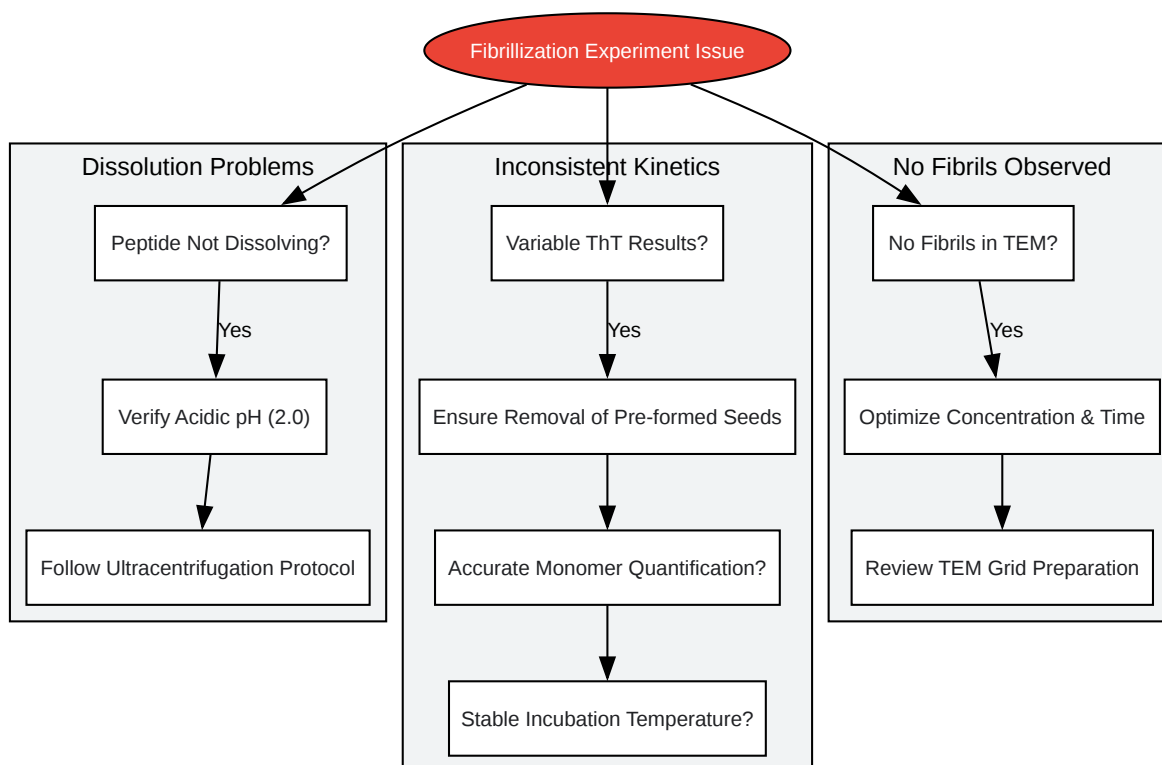 Fibrillization Experiment Issue
Dissolution Problems
Peptide Not Dissolving?
Yes
Verify Acidic pH (2.0)
Follow Ultracentrifugation Protocol
Inconsistent Kinetics
Variable ThT Results?
Yes
Ensure Removal of Pre-formed Seeds
Accurate Monomer Quantification?
Stable Incubation Temperature?
No Fibrils Observed
No Fibrils in TEM?
Yes
Optimize Concentration & Time
Review TEM Grid Preparation